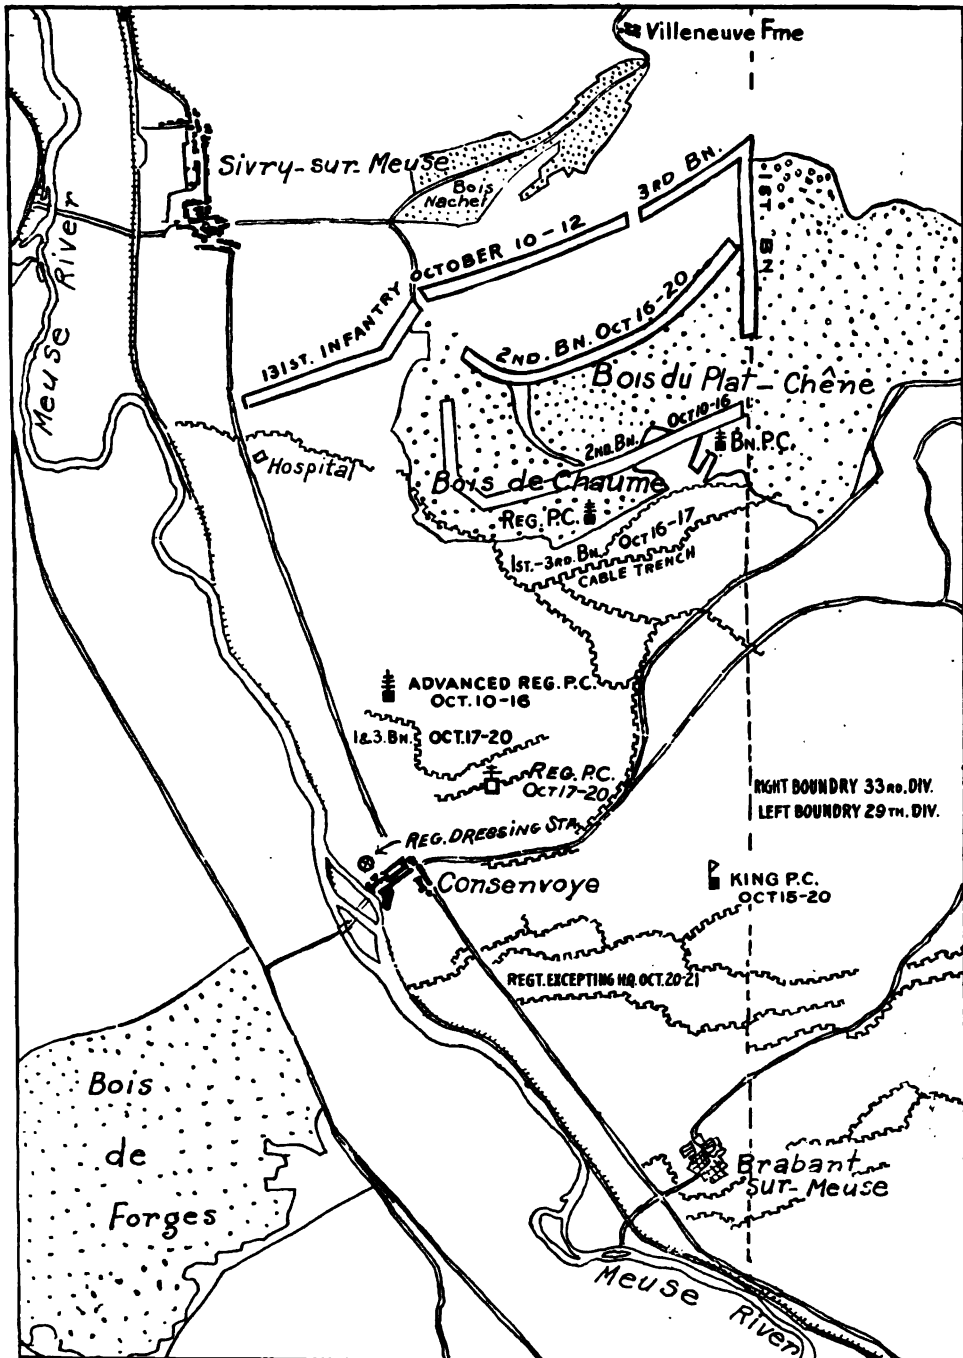 Villeneuve Fme
Sivry-sur-Meuse
Bois
Nachet
3RD BN.
1ST. BN
Meuse River
131ST. INFANTRY OCTOBER 10-12
2ND. BN. OCT 16-20
Bois du Plat-Chêne
2ND. BN. OCT 10-16
BN. P.C.
Hospital
Bois de Chaume
REG. P.C.
1ST.-3RD. BN. OCT 16-17
CABLE TRENCH
ADVANCED REG. P.C.
OCT. 10-16
1&3. BN. OCT. 17-20
REG. P.C.
OCT 17-20
RIGHT BOUNDRY 33RD. DIV.
LEFT BOUNDRY 29TH. DIV.
REG. DRESSING STA.
Consenvoye
KING P.C.
OCT 15-20
REGT. EXCEPTING HQ. OCT. 20-21
Bois
de
Forges
Brabant
sur-Meuse
Meuse River